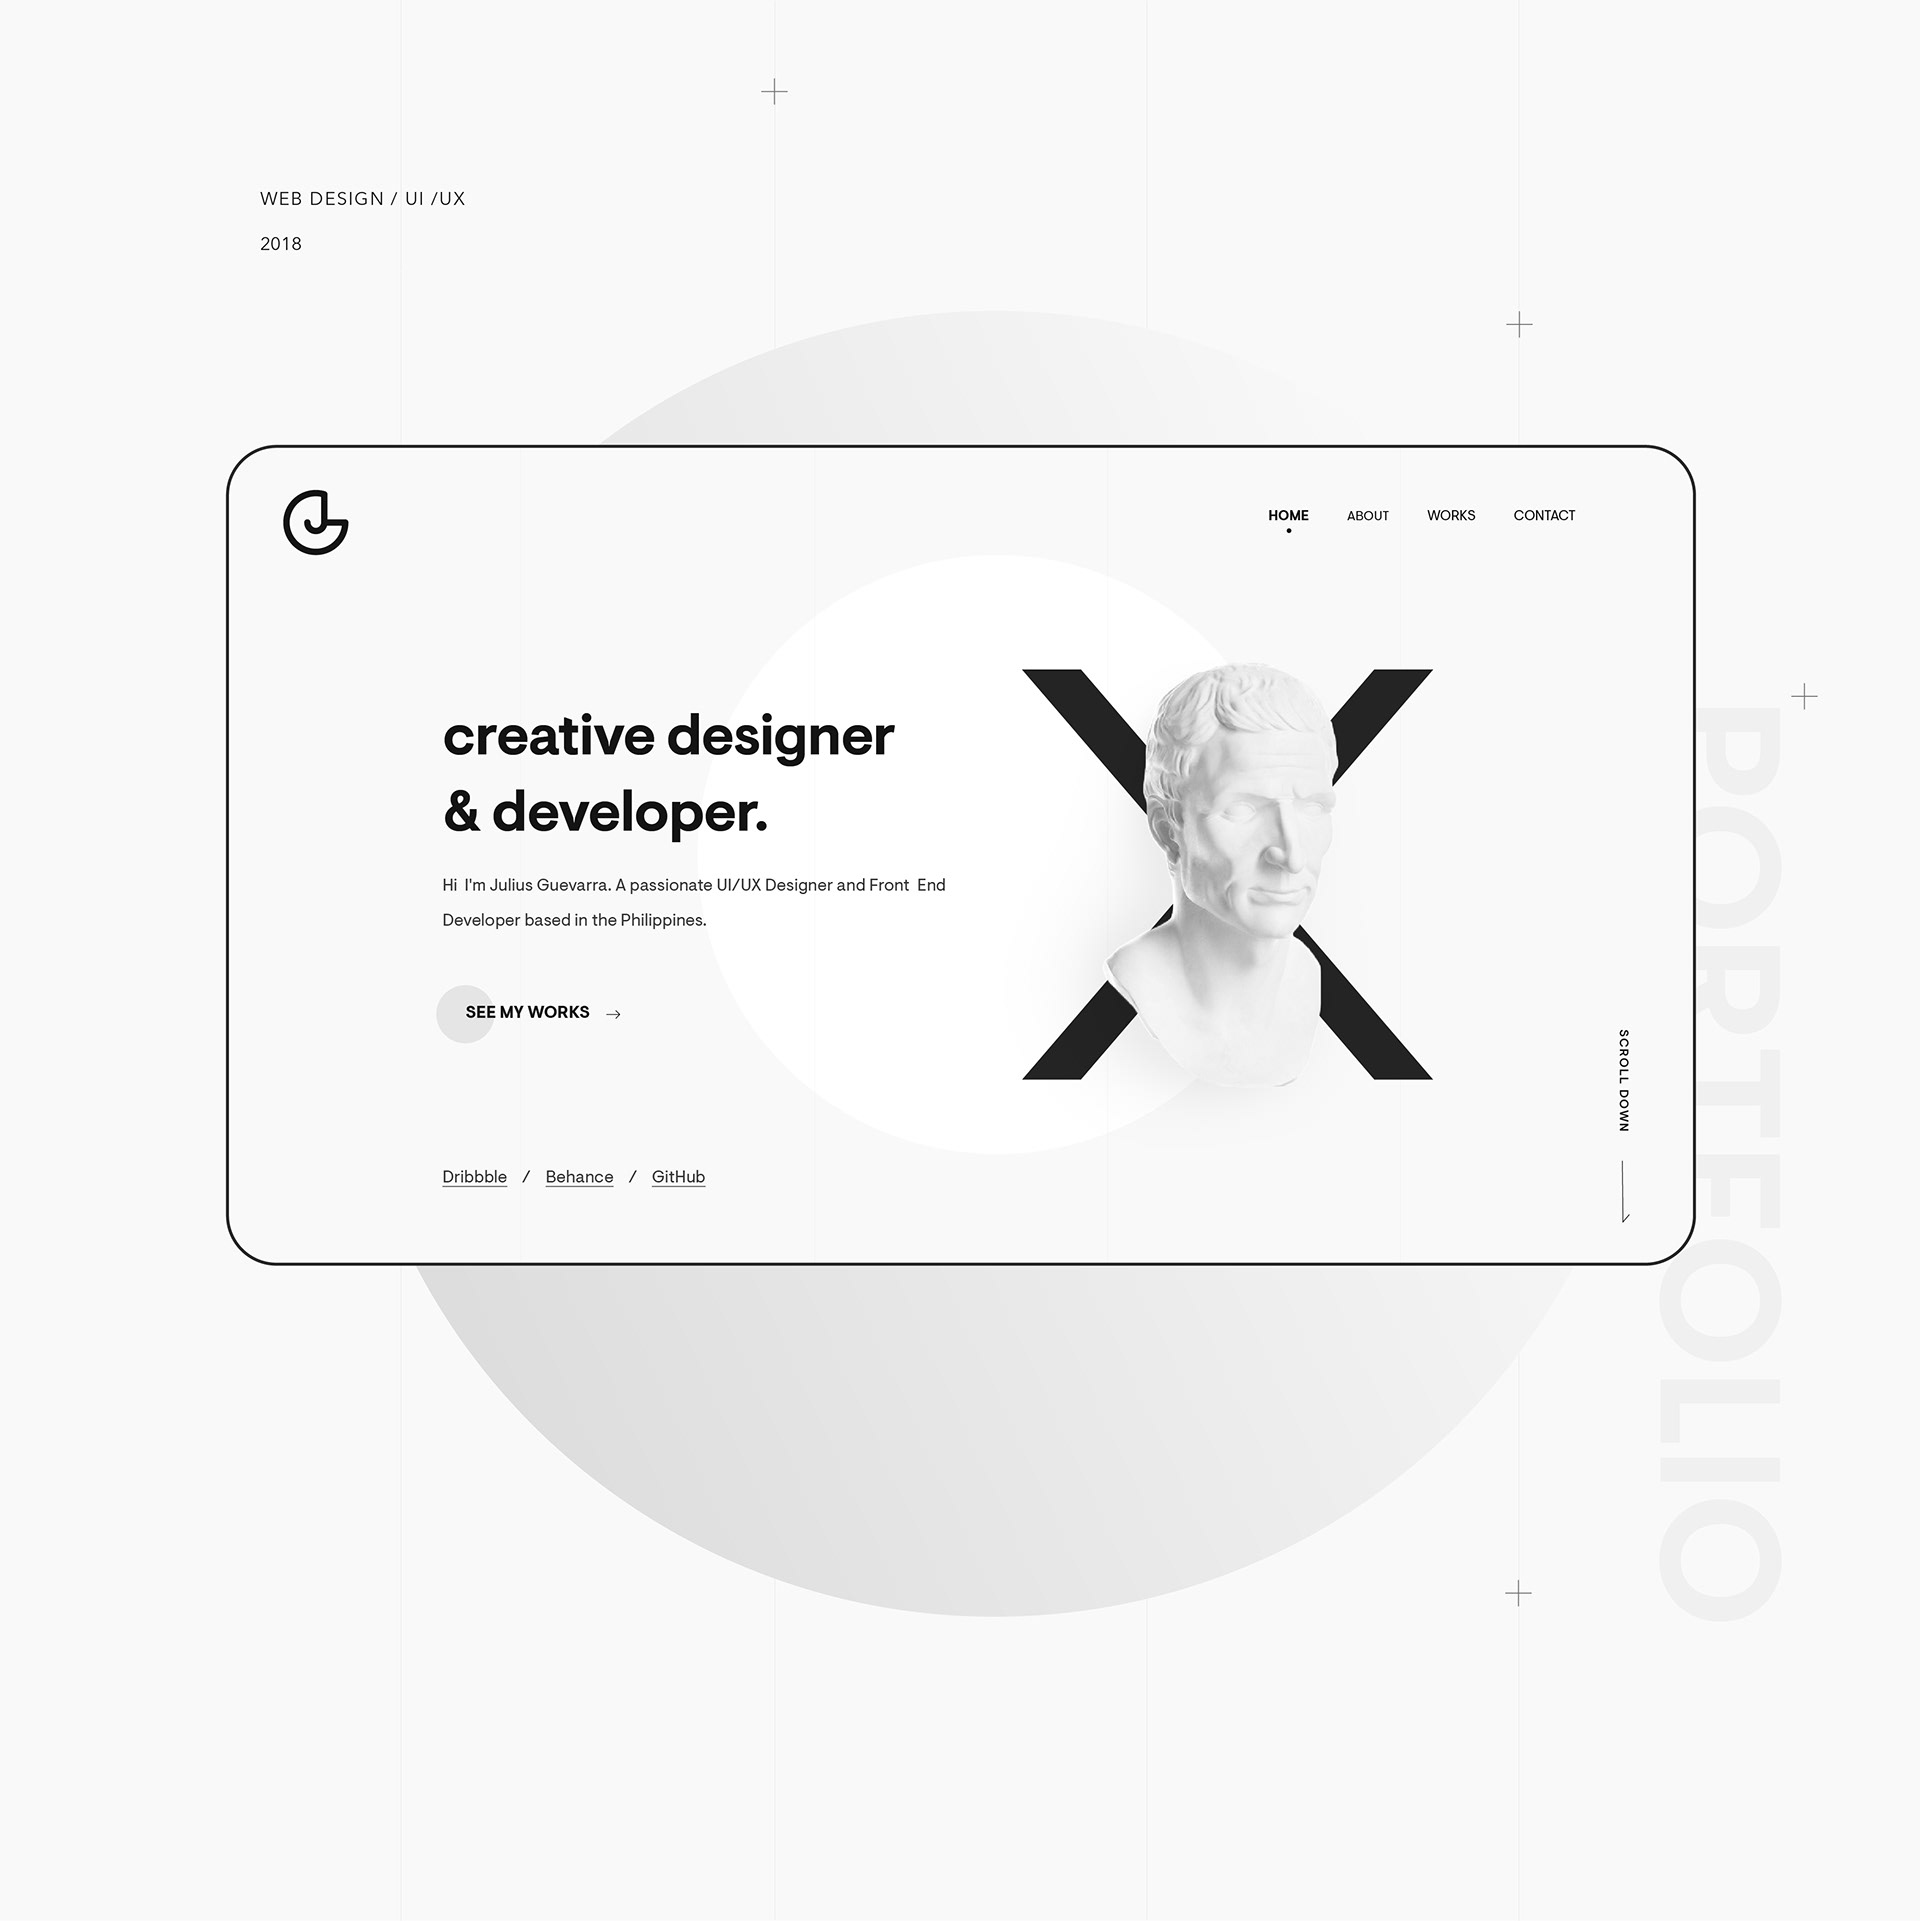 WEB DESIGN / UI /UX
2018
HOME ABOUT WORKS CONTACT
X
creative designer
& developer.
Hi I'm Julius Guevarra. A passionate UI/UX Designer and Front End
Developer based in the Philippines.
SEE MY WORKS →
Dribbble / Behance / GitHub
SCROLL DOWN
PORTFOLIO